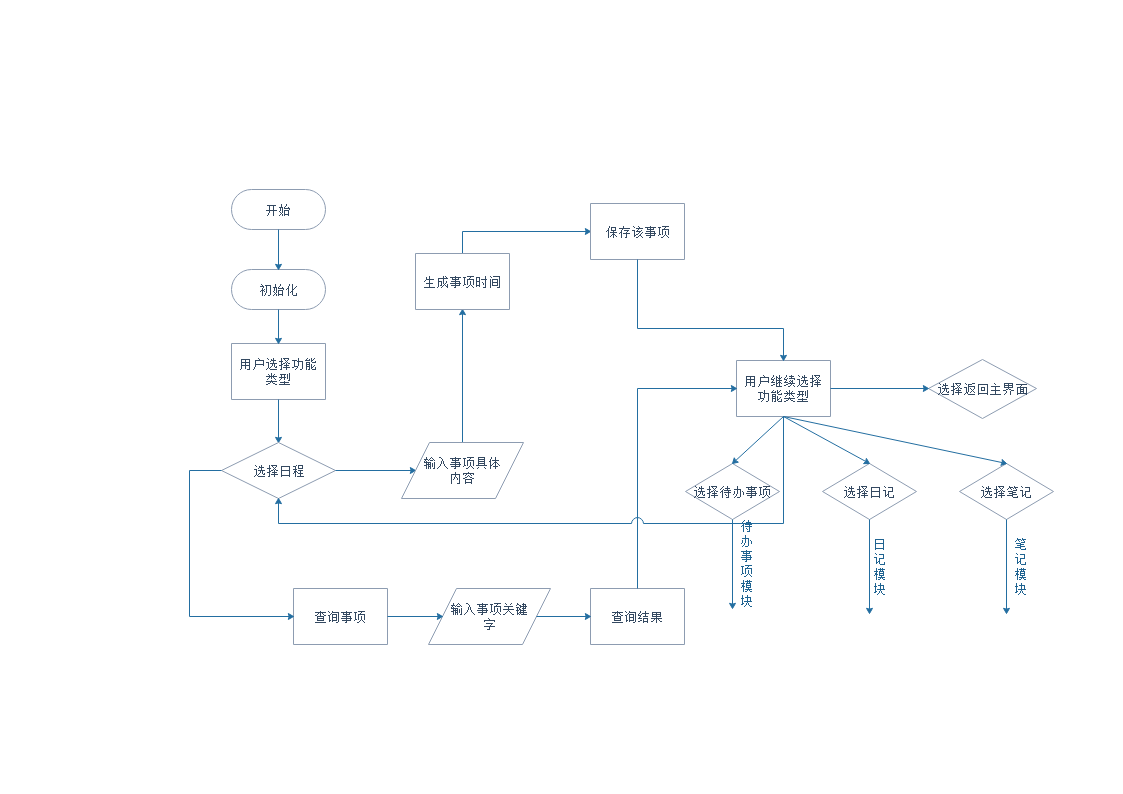 开始
初始化
用户选择功能
类型
选择日程
输入事项具体
内容
生成事项时间
保存该事项
查询事项
输入事项关键
字
查询结果
用户继续选择
功能类型
选择返回主界面
选择待办事项
选择日记
选择笔记
待办事项模块
日记模块
笔记模块